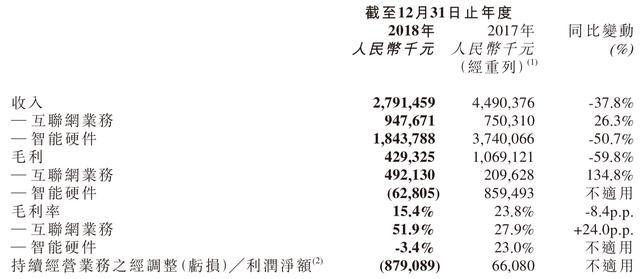 截至12月31日止年度
2018年 2017年 同比變動
人民幣千元 人民幣千元 (%)
(經重列)(1)
收入 2,791,459 4,490,376 -37.8%
— 互聯網業務 947,671 750,310 26.3%
— 智能硬件 1,843,788 3,740,066 -50.7%
毛利 429,325 1,069,121 -59.8%
— 互聯網業務 492,130 209,628 134.8%
— 智能硬件 (62,805) 859,493 不適用
毛利率 15.4% 23.8% -8.4p.p.
— 互聯網業務 51.9% 27.9% +24.0p.p.
— 智能硬件 -3.4% 23.0% 不適用
持續經營業務之經調整(虧損)╱利潤淨額(2) (879,089) 66,080 不適用